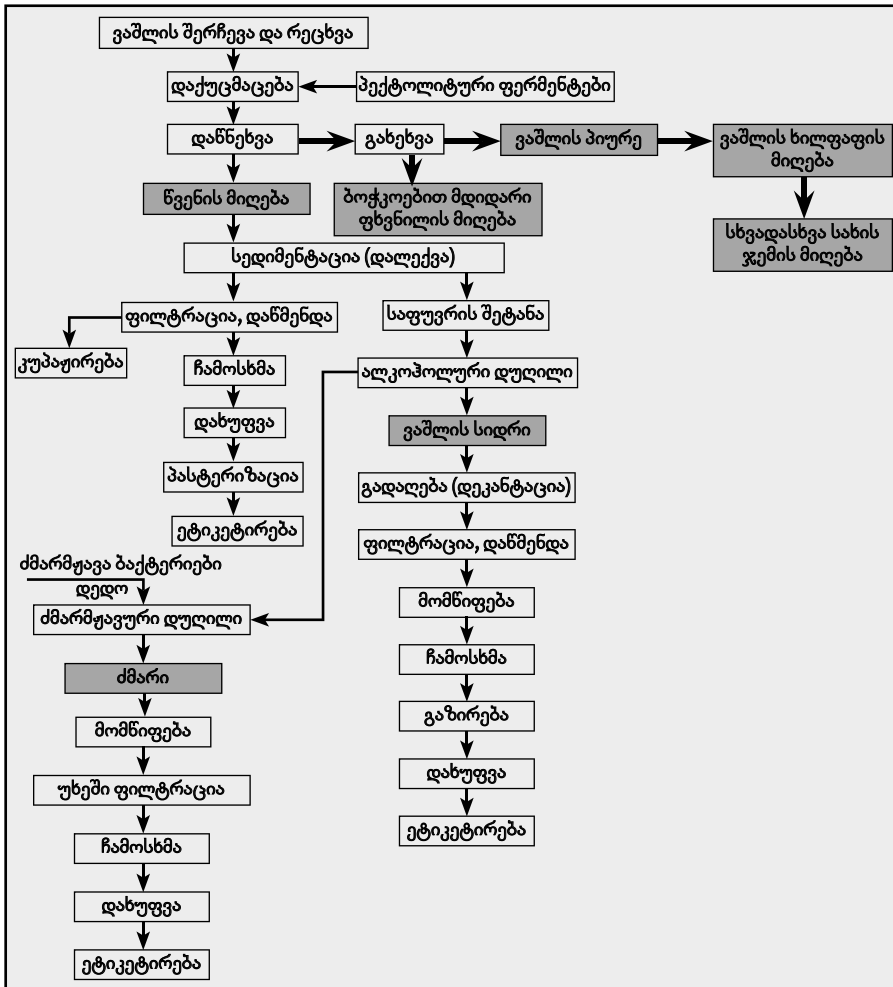 ვაშლის შერჩევა და რეცხვა
დაქუცმაცება
პექტოლიტური ფერმენტები
დაწნეხვა
გახეხვა
ვაშლის პიურე
ვაშლის ხილფაფის
მიღება
წვენის მიღება
ბოჭკოებით მდიდარი
ფხვნილის მიღება
სხვადასხვა სახის
ჯემის მიღება
სედიმენტაცია (დალექვა)
ფილტრაცია, დაწმენდა
საფუვრის შეტანა
კუპაჟირება
ჩამოსხმა
ალკოჰოლური დუღილი
დახუფვა
ვაშლის სიდრი
პასტერიზაცია
გადაღება (დეკანტაცია)
ეტიკეტირება
ფილტრაცია, დაწმენდა
ძმარმჟავა ბაქტერიები
დედო
მომწიფება
ძმარმჟავური დუღილი
ჩამოსხმა
ძმარი
გაზირება
მომწიფება
დახუფვა
უხეში ფილტრაცია
ეტიკეტირება
ჩამოსხმა
დახუფვა
ეტიკეტირება